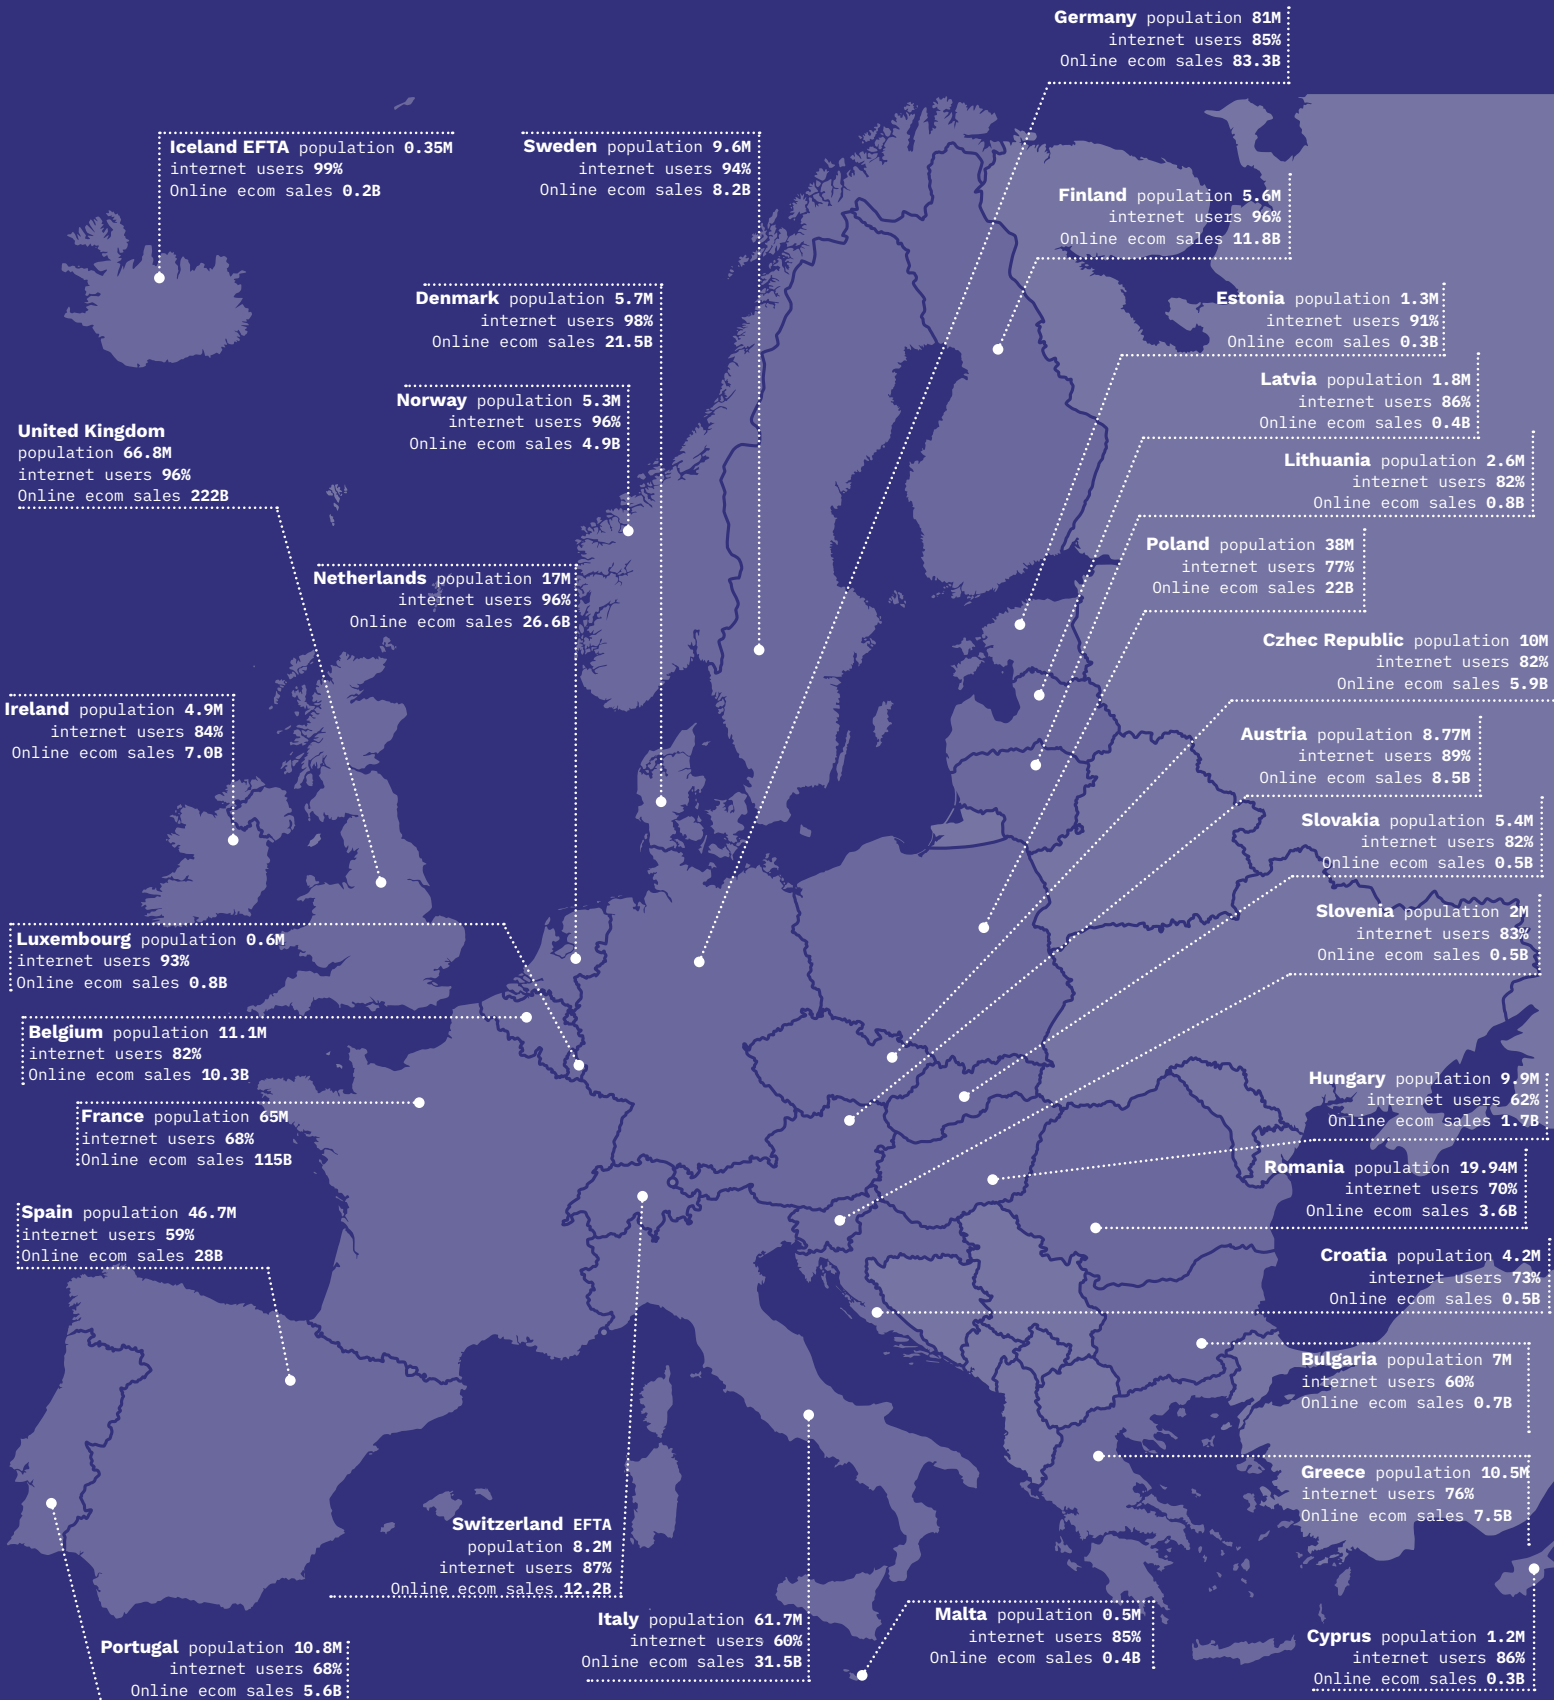 Germany population 81M
internet users 85%
Online ecom sales 83.3B
Iceland EFTA population 0.35M
internet users 99%
Online ecom sales 0.2B
Sweden population 9.6M
internet users 94%
Online ecom sales 8.2B
Finland population 5.6M
internet users 96%
Online ecom sales 11.8B
Denmark population 5.7M
internet users 98%
Online ecom sales 21.5B
Estonia population 1.3M
internet users 91%
Online ecom sales 0.3B
Norway population 5.3M
internet users 96%
Online ecom sales 4.9B
Latvia population 1.8M
internet users 86%
Online ecom sales 0.4B
United Kingdom
population 66.8M
internet users 96%
Online ecom sales 222B
Lithuania population 2.6M
internet users 82%
Online ecom sales 0.8B
Poland population 38M
internet users 77%
Online ecom sales 22B
Netherlands population 17M
internet users 96%
Online ecom sales 26.6B
Czhec Republic population 10M
internet users 82%
Online ecom sales 5.9B
Ireland population 4.9M
internet users 84%
Online ecom sales 7.0B
Austria population 8.77M
internet users 89%
Online ecom sales 8.5B
Slovakia population 5.4M
internet users 82%
Online ecom sales 0.5B
Slovenia population 2M
internet users 83%
Online ecom sales 0.5B
Luxembourg population 0.6M
internet users 93%
Online ecom sales 0.8B
Belgium population 11.1M
internet users 82%
Online ecom sales 10.3B
Hungary population 9.9M
internet users 62%
Online ecom sales 1.7B
France population 65M
internet users 68%
Online ecom sales 115B
Romania population 19.94M
internet users 70%
Online ecom sales 3.6B
Spain population 46.7M
internet users 59%
Online ecom sales 28B
Croatia population 4.2M
internet users 73%
Online ecom sales 0.5B
Bulgaria population 7M
internet users 60%
Online ecom sales 0.7B
Greece population 10.5M
internet users 76%
Online ecom sales 7.5B
Switzerland EFTA
population 8.2M
internet users 87%
Online ecom sales 12.2B
Italy population 61.7M
internet users 60%
Online ecom sales 31.5B
Malta population 0.5M
internet users 85%
Online ecom sales 0.4B
Cyprus population 1.2M
internet users 86%
Online ecom sales 0.3B
Portugal population 10.8M
internet users 68%
Online ecom sales 5.6B